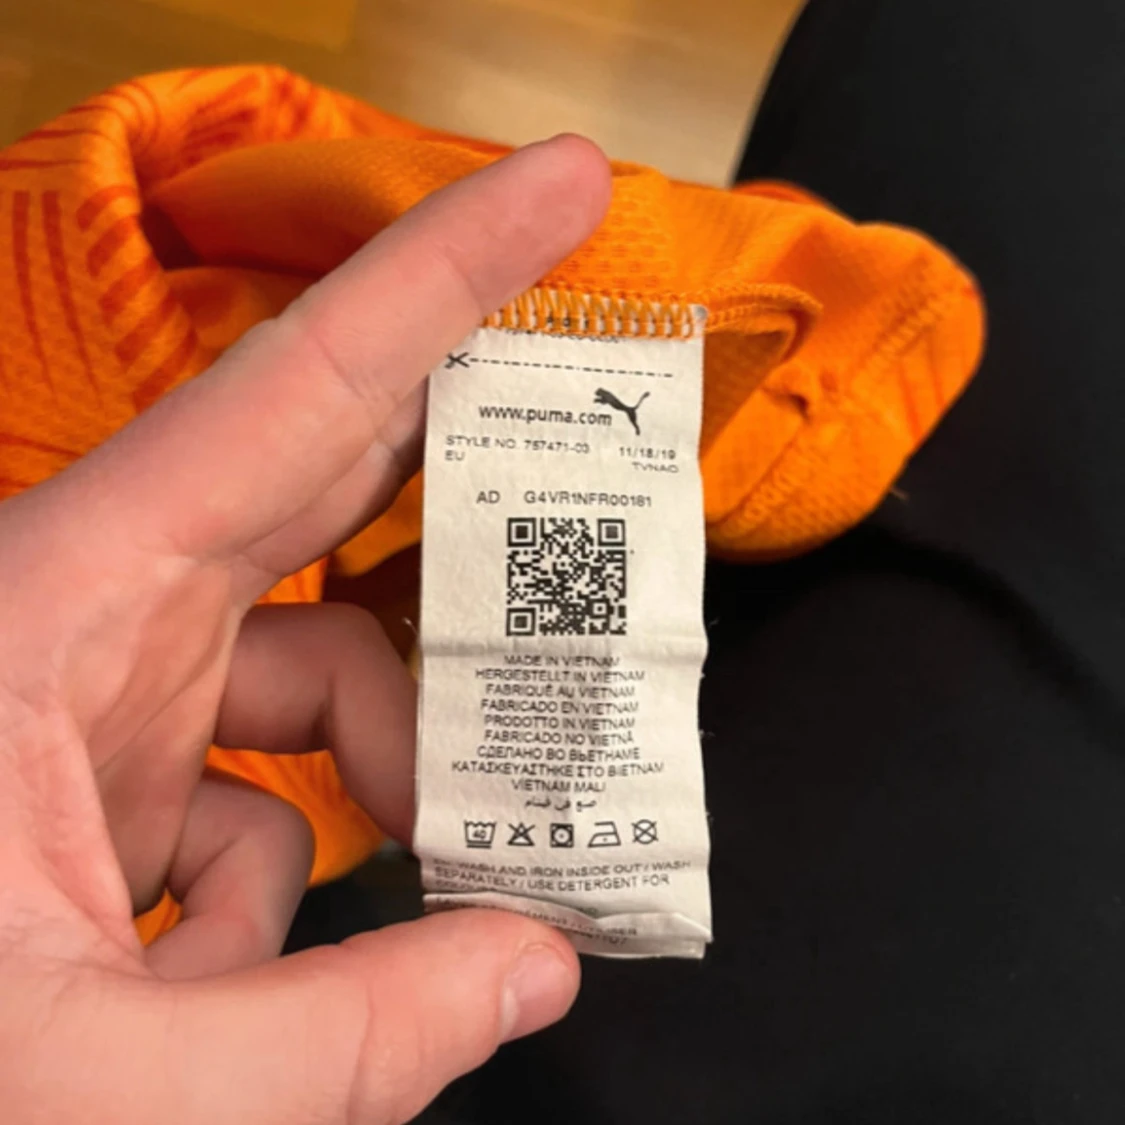 www.puma.com
STYLE NO. 757471-03 11/18/19
EU TVNAD
AD G4VR1NFR00181
MADE IN VIETNAM
HERGESTELLT IN VIETNAM
FABRIQUÉ AU VIETNAM
FABRICADO EN VIETNAM
PRODOTTO IN VIETNAM
FABRICADO NO VIETNÃ
СДЕЛАНО ВО ВЬЕТНАМЕ
ΚΑΤΑΣΚΕΥΑΣΤΗΚΕ ΣΤΟ ΒΙΕΤΝΑΜ
VIETNAM MALI
صنع في فيتنام
40
WASH AND IRON INSIDE OUT / WASH
SEPARATELY / USE DETERGENT FOR